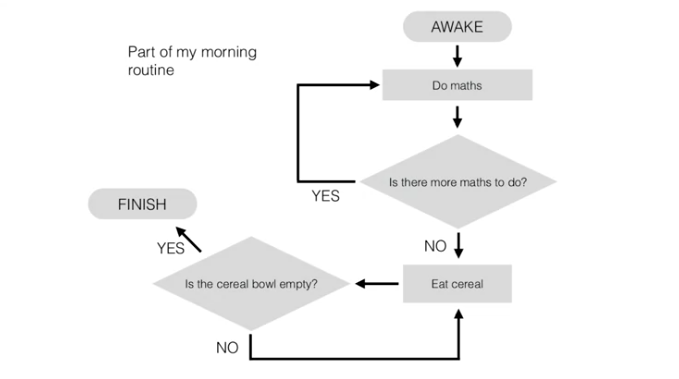 AWAKE
Part of my morning
routine
Do maths
Is there more maths to do?
YES
FINISH
NO
YES
Is the cereal bowl empty?
Eat cereal
NO